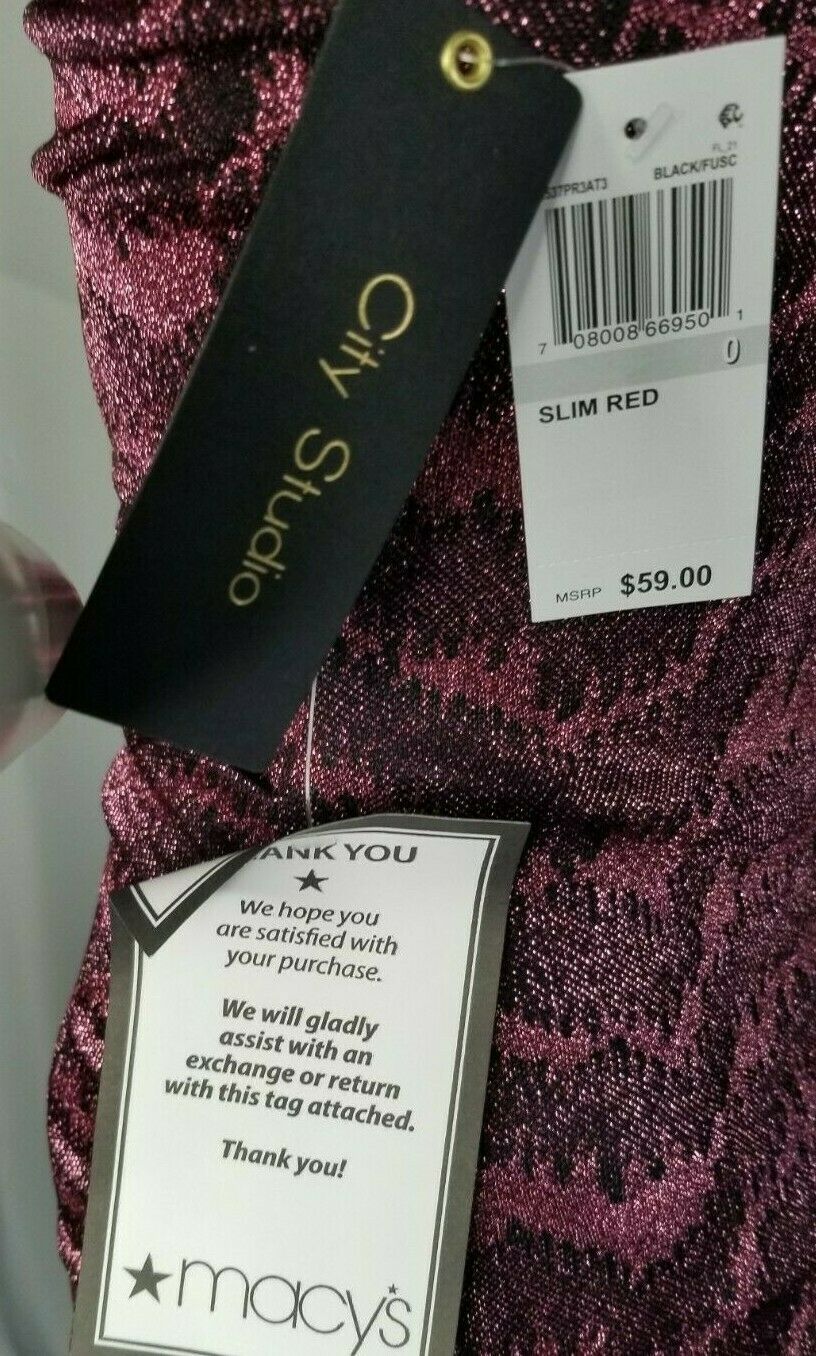 City Studio
FL_21
37PR3AT3 BLACK/FUSC
7 08008 66950 1
0
SLIM RED
MSRP $59.00
ANK YOU
We hope you
are satisfied with
your purchase.
We will gladly
assist with an
exchange or return
with this tag attached.
Thank you!
macy's